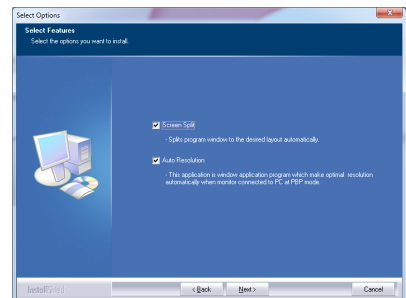 Select Options
Select Features
Select the options you want to install.
Screen Split
- Splits program window to the desired layout automatically.
Auto Resolution
- This application is window application program which make optimal resolution
automatically when monitor connected to PC at PBP mode.
InstallShield
< Back
Next >
Cancel